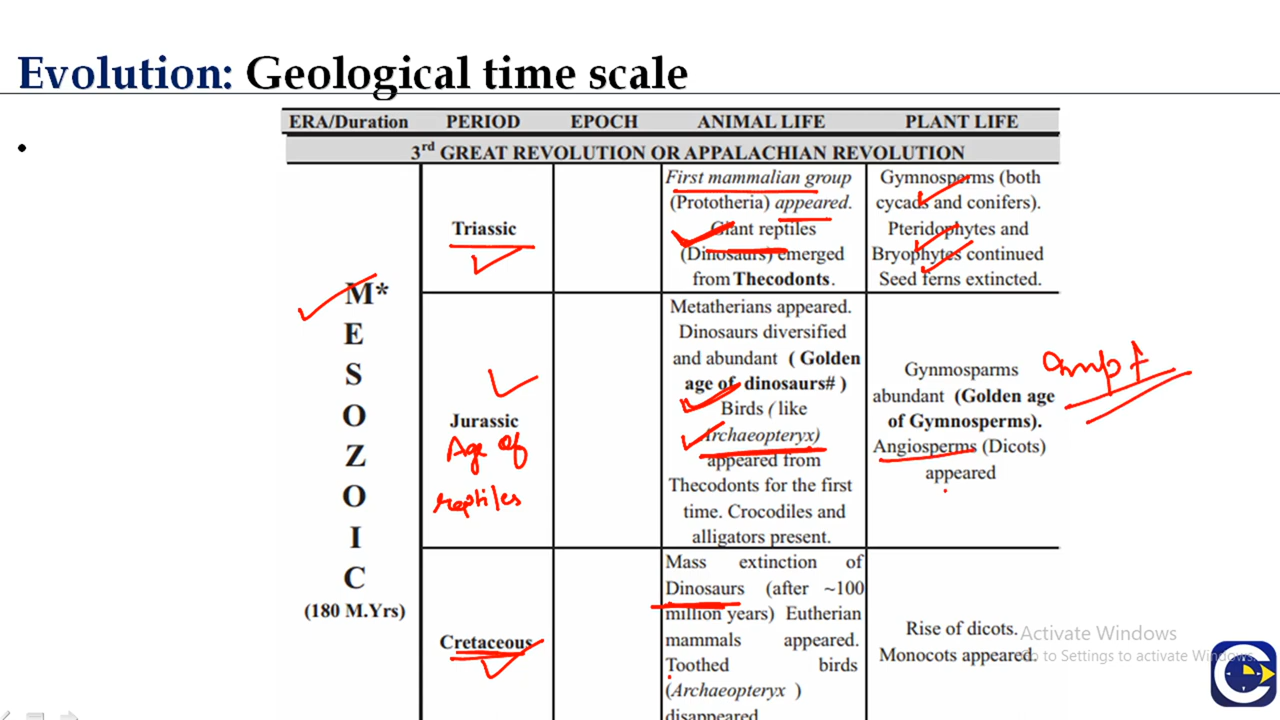 Evolution: Geological time scale
•
ERA/Duration PERIOD EPOCH ANIMAL LIFE PLANT LIFE
3rd GREAT REVOLUTION OR APPALACHIAN REVOLUTION
M*
E
S
O
Z
O
I
C
(180 M.Yrs)
Triassic
First mammalian group
(Prototheria) appeared.
Giant reptiles
(Dinosaurs) emerged
from Thecodonts.
Gymnosperms (both
cycads and conifers).
Pteridophytes and
Bryophytes continued
Seed ferns extincted.
Jurassic
Age of
reptiles
Metatherians appeared.
Dinosaurs diversified
and abundant ( Golden
age of dinosaurs# )
Birds (like
Archaeopteryx)
appeared from
Thecodonts for the first
time. Crocodiles and
alligators present.
Gynmosparms
abundant (Golden age
of Gymnosperms).
Angiosperms (Dicots)
appeared
Cretaceous
Mass extinction of
Dinosaurs (after ~100
million years) Eutherian
mammals appeared.
Toothed birds
(Archaeopteryx )
disappeared
Rise of dicots.
Monocots appeared.
Activate Windows
Go to Settings to activate Windows.